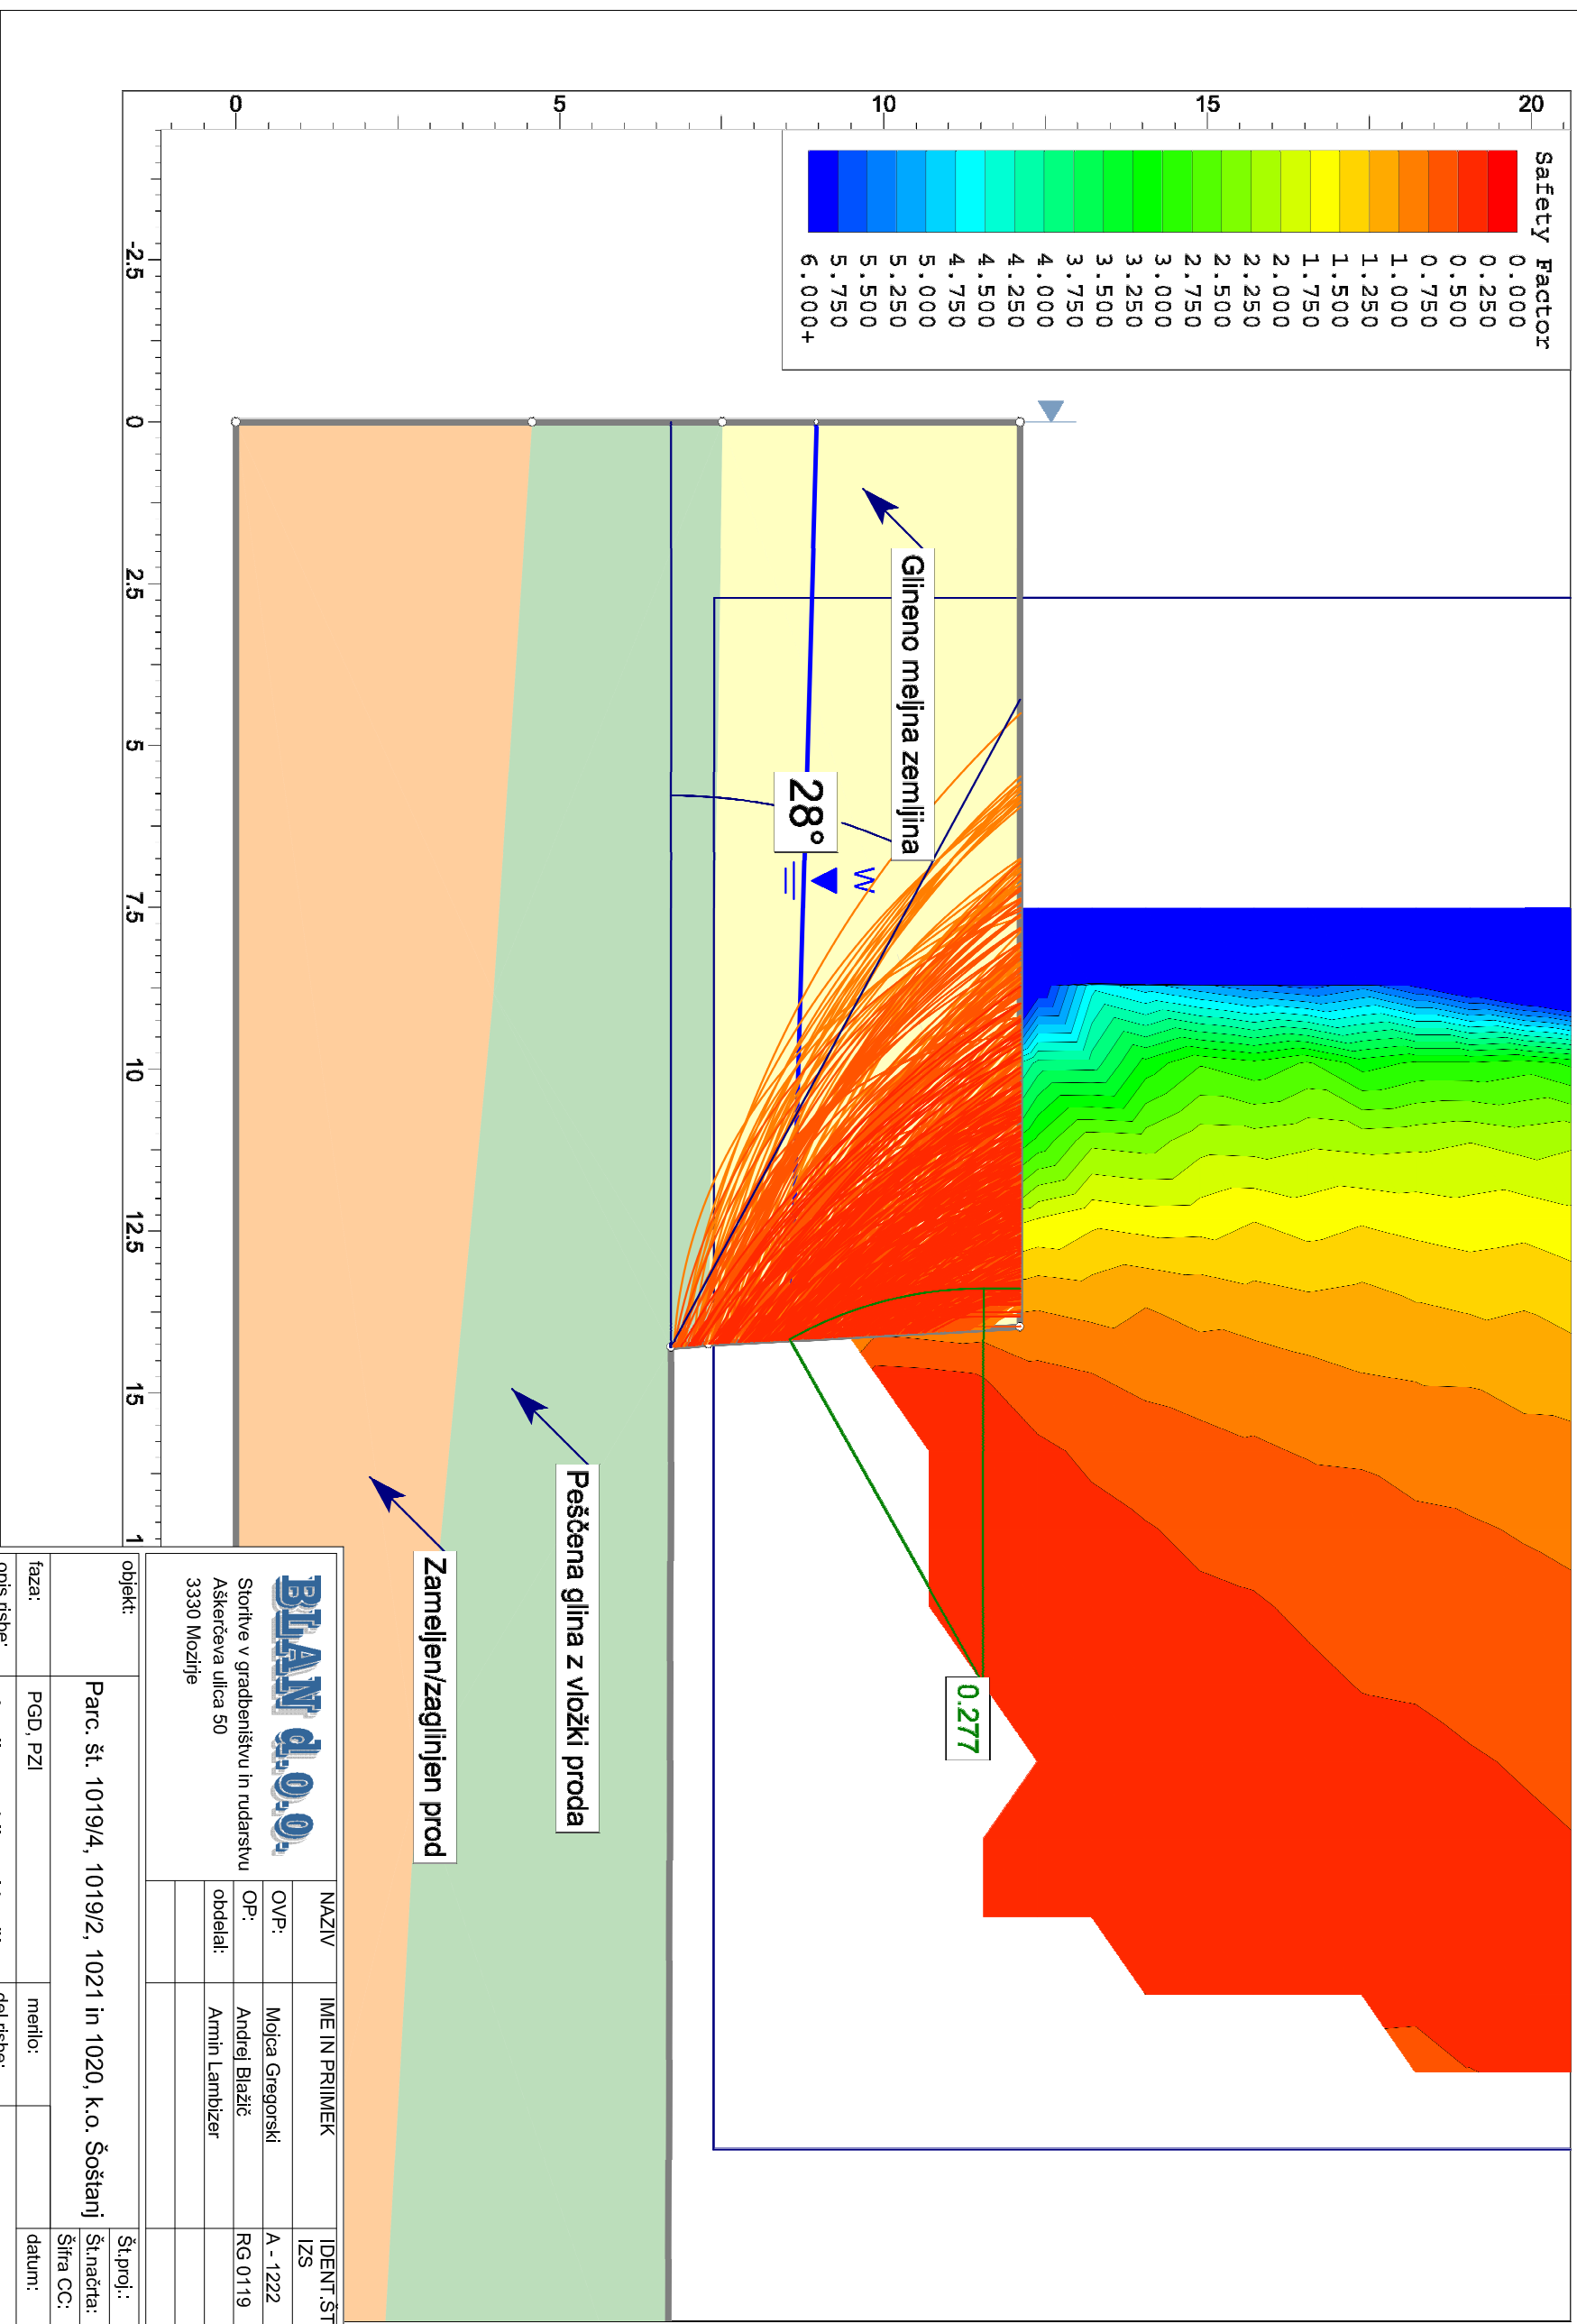 Safety Factor
0.000
0.250
0.500
0.750
1.000
1.250
1.500
1.750
2.000
2.250
2.500
2.750
3.000
3.250
3.500
3.750
4.000
4.250
4.500
4.750
5.000
5.250
5.500
5.750
6.000+
20
15
10
5
0
Glineno meljna zemljina
28°
W
0.277
Peščena glina z vložki proda
Zameljen/zaglinjen prod
-2.5
0
2.5
5
7.5
10
12.5
15
1
BLAN d.o.o.
Storitve v gradbeništvu in rudarstvu
Aškerčeva ulica 50
3330 Mozirje
NAZIV IME IN PRIIMEK IDENT.ŠT
IZS
OVP: Mojca Gregorski A - 1222
OP: Andrej Blažič RG 0119
obdelal: Armin Lambizer
objekt:
Parc. št. 1019/4, 1019/2, 1021 in 1020, k.o. Šoštanj
Št.proj.:
Št.načrta:
Šifra CC:
faza: PGD, PZI merilo: datum: